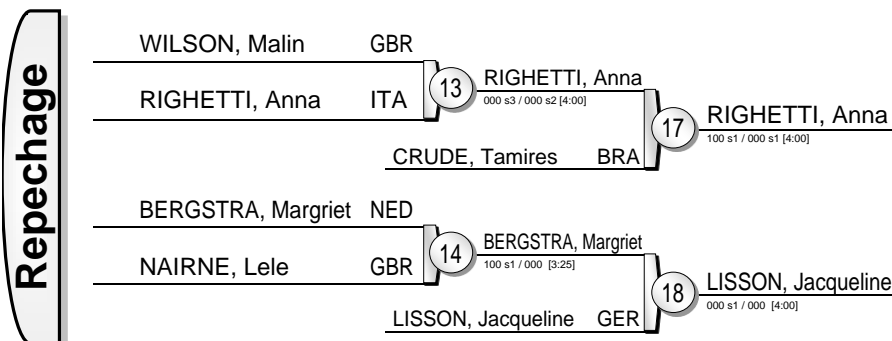 Repechage
WILSON, Malin GBR
RIGHETTI, Anna ITA
13
RIGHETTI, Anna
000 s3 / 000 s2 [4:00]
CRUDE, Tamires BRA
17
RIGHETTI, Anna
100 s1 / 000 s1 [4:00]
BERGSTRA, Margriet NED
NAIRNE, Lele GBR
14
BERGSTRA, Margriet
100 s1 / 000 [3:25]
LISSON, Jacqueline GER
18
LISSON, Jacqueline
000 s1 / 000 [4:00]